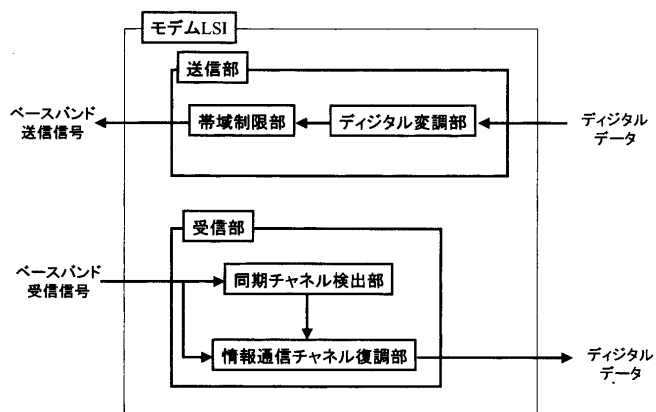 モデムLSI
送信部
ベースバンド
送信信号
帯域制限部
ディジタル変調部
ディジタル
データ
受信部
ベースバンド
受信信号
同期チャネル検出部
情報通信チャネル復調部
ディジタル
データ